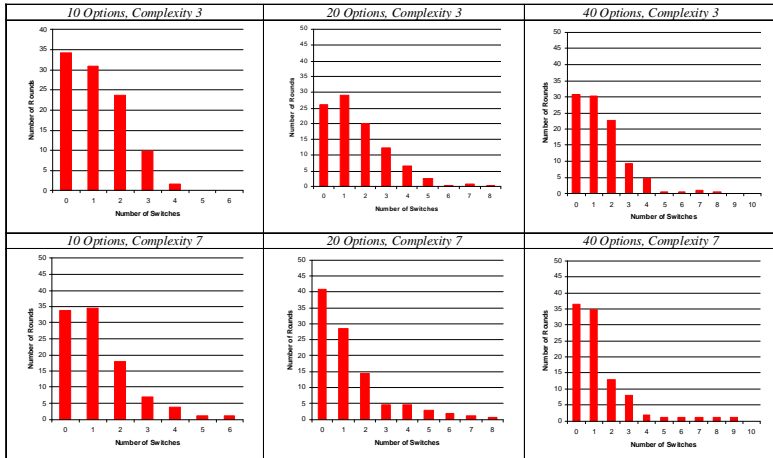 10 Options, Complexity 3
20 Options, Complexity 3
40 Options, Complexity 3
Number of Rounds
40
35
30
25
20
15
10
5
0
0 1 2 3 4 5 6
Number of Switches
Number of Rounds
50
45
40
35
30
25
20
15
10
5
0
0 1 2 3 4 5 6 7 8
Number of Switches
Number of Rounds
50
45
40
35
30
25
20
15
10
5
0
0 1 2 3 4 5 6 7 8 9 10
Number of Switches
10 Options, Complexity 7
20 Options, Complexity 7
40 Options, Complexity 7
Number of Rounds
50
45
40
35
30
25
20
15
10
5
0
0 1 2 3 4 5 6
Number of Switches
Number of Rounds
50
45
40
35
30
25
20
15
10
5
0
0 1 2 3 4 5 6 7 8
Number of Switches
Number of Rounds
50
45
40
35
30
25
20
15
10
5
0
0 1 2 3 4 5 6 7 8 9 10
Number of Switches